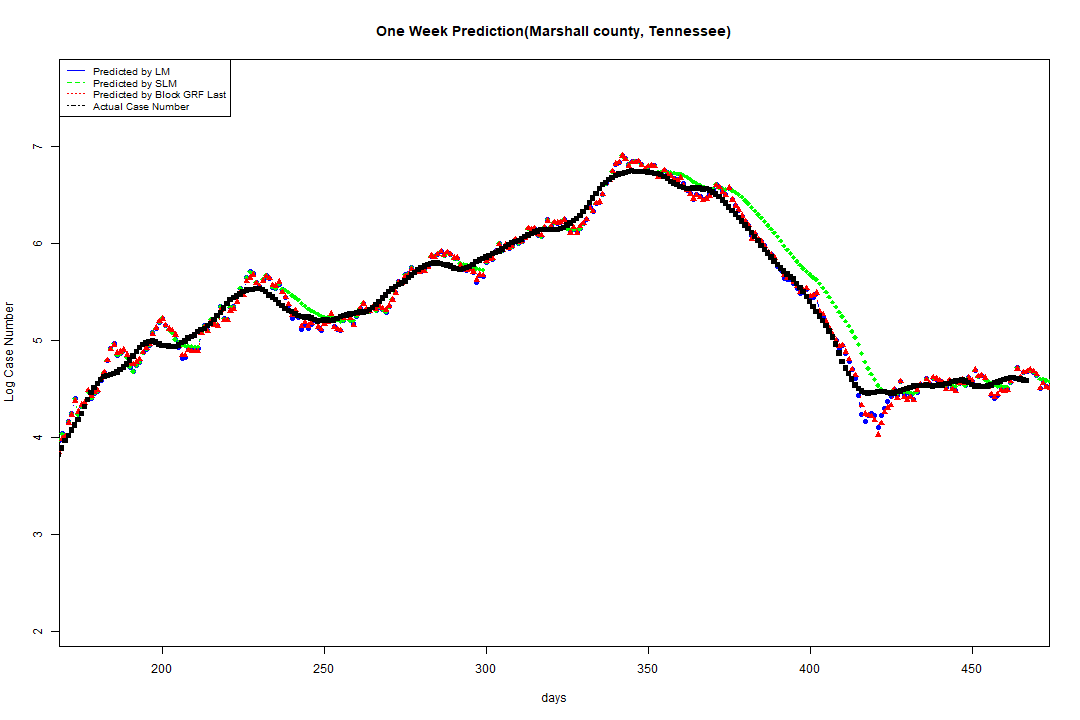 One Week Prediction(Marshall county, Tennessee)
Predicted by LM
Predicted by SLM
Predicted by Block GRF Last
Actual Case Number
Log Case Number
7
6
5
4
3
2
200 250 300 350 400 450
days